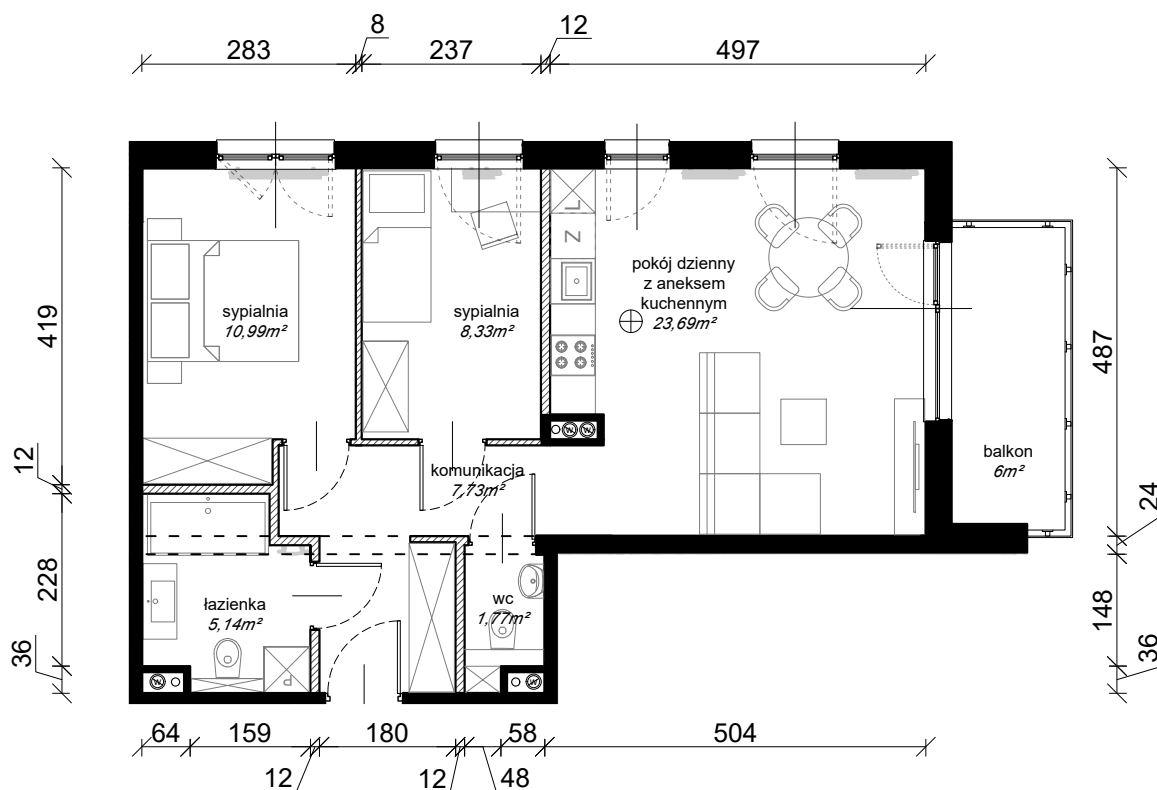 8
12
283
237
497
sypialnia
10,99m²
sypialnia
8,33m²
L
Z
pokój dzienny
z aneksem
kuchennym
23,69m²
419
487
balkon
6m²
komunikacja
7,73m²
12
24
228
łazienka
5,14m²
wc
1,77m²
148
36
36
P
W
W
W
W
64
159
180
58
504
12
12
48